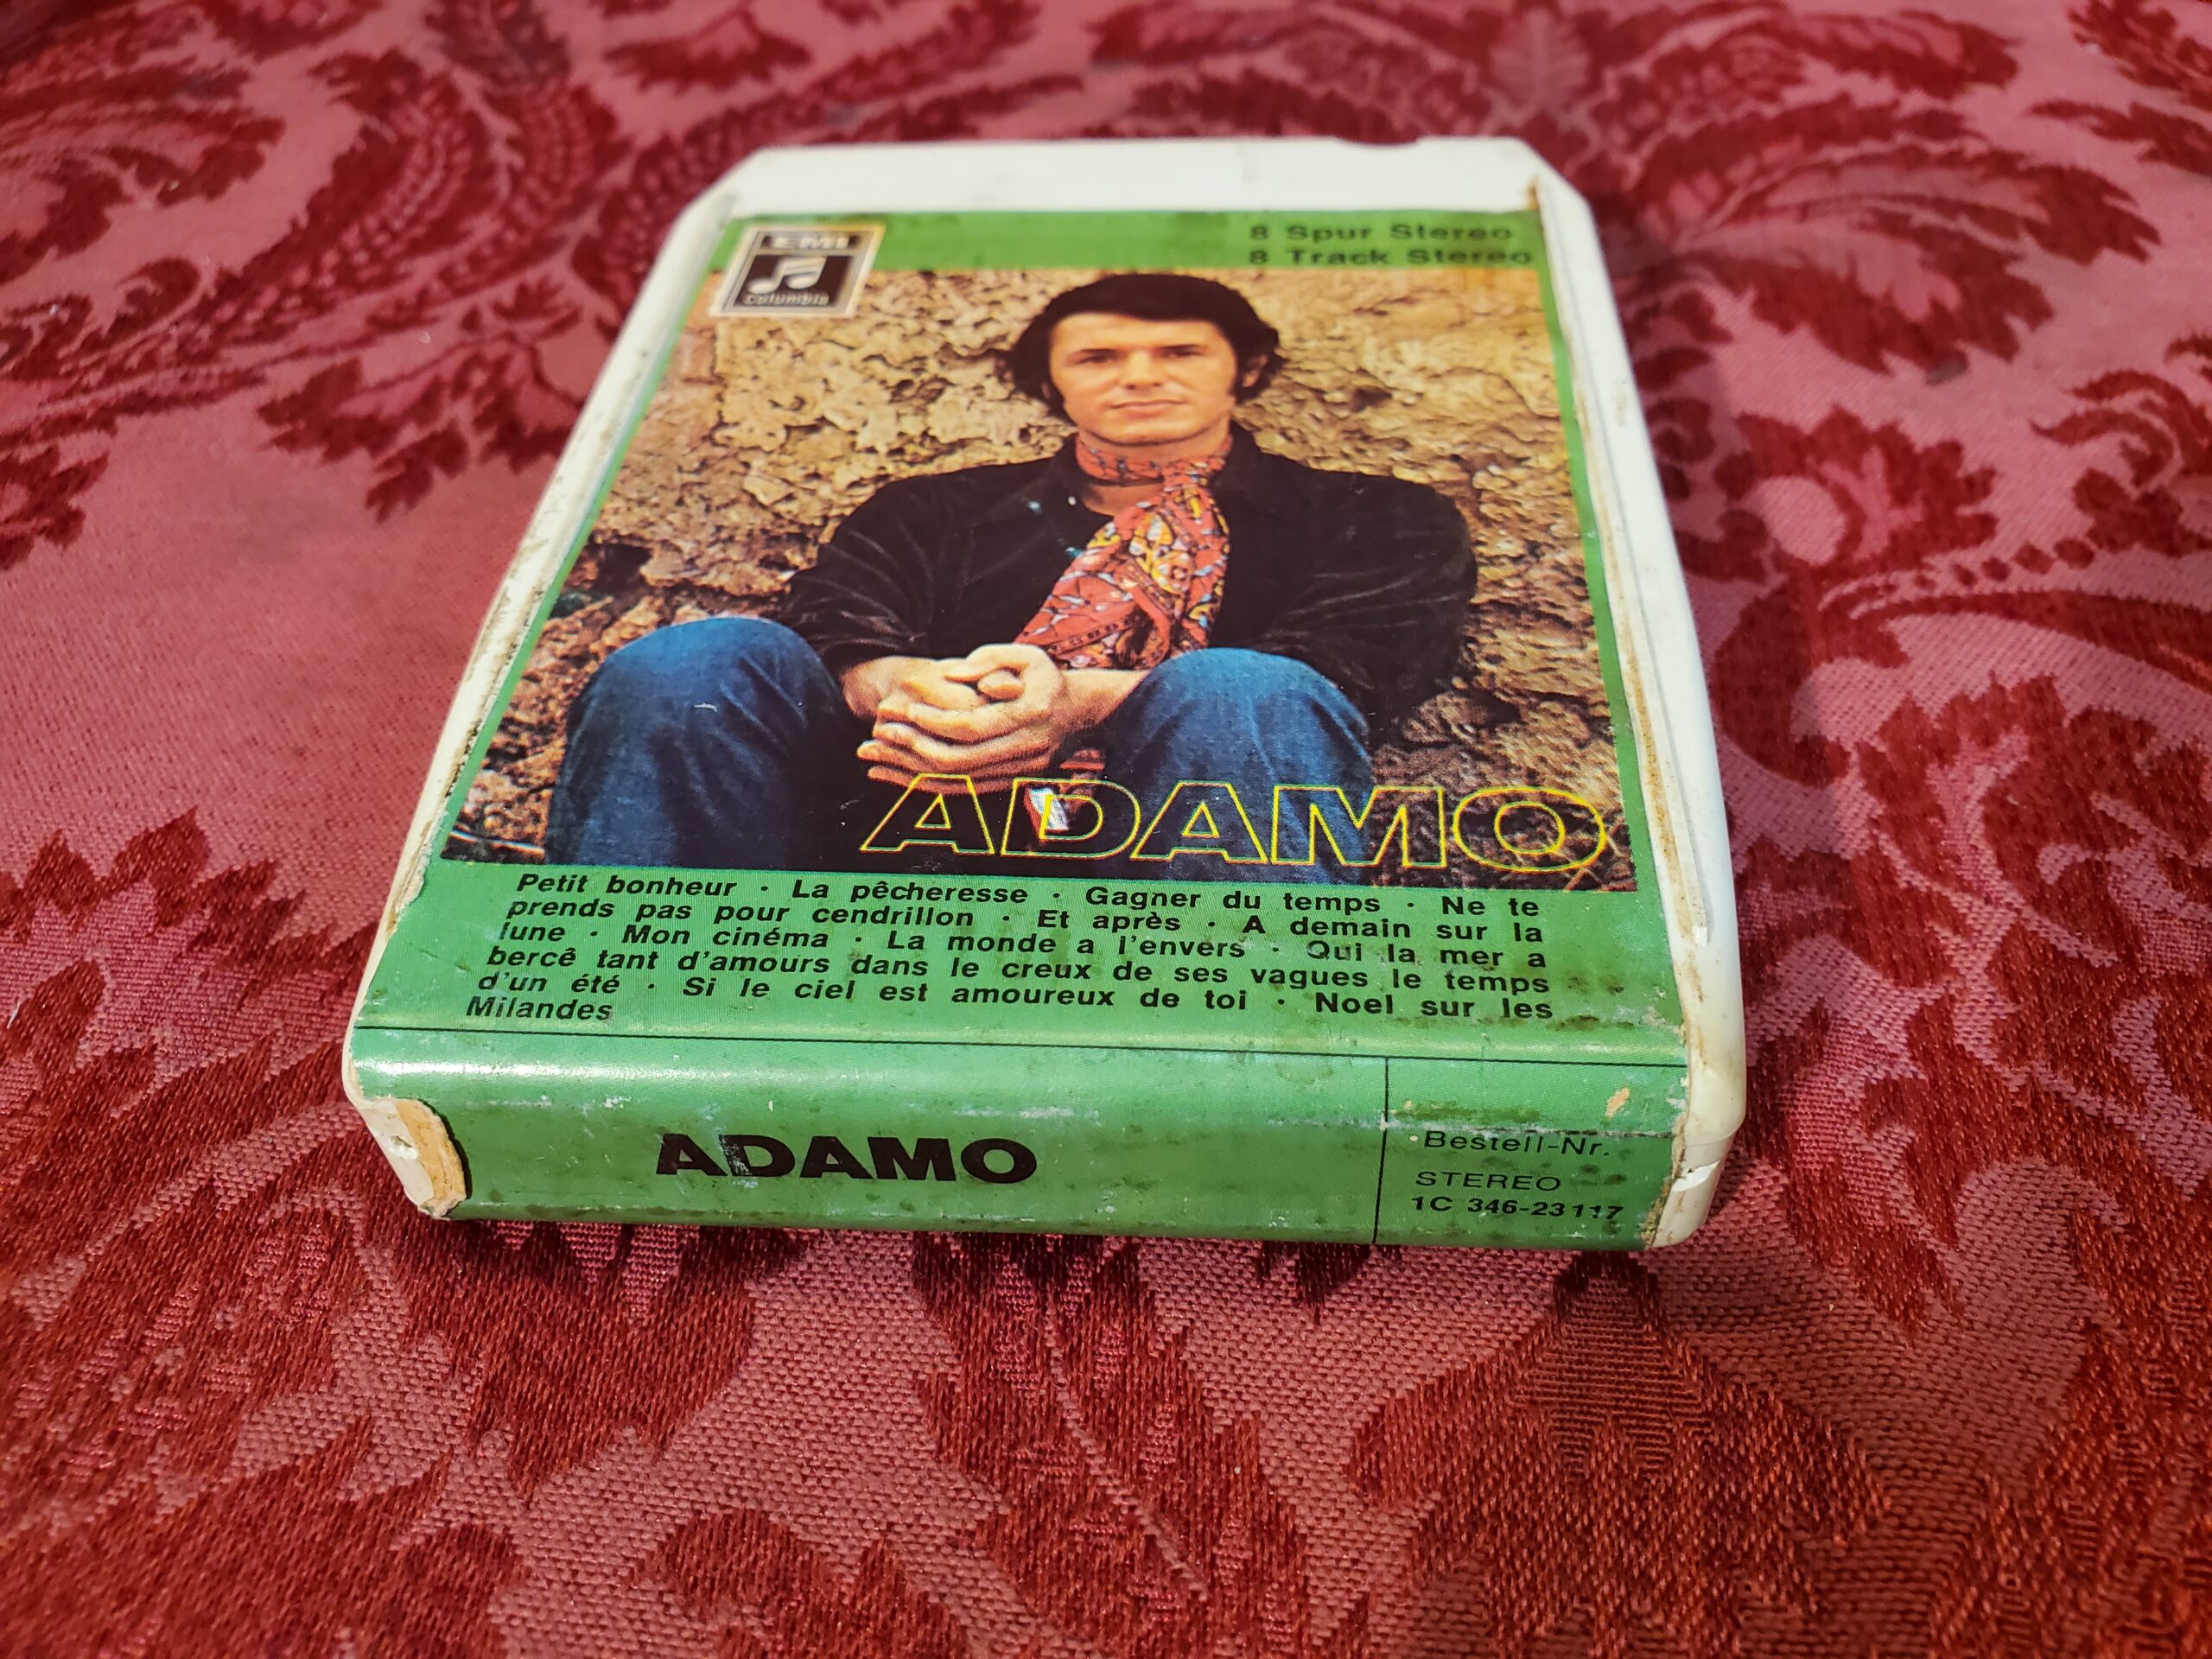 EMI
Columbia
8 Spur Stereo
8 Track Stereo
ADAMO
Petit bonheur · La pêcheresse · Gagner du temps · Ne te
prends pas pour cendrillon · Et après · A demain sur la
lune · Mon cinéma · La monde a l'envers · Qui la mer a
bercê tant d'amours dans le creux de ses vagues le temps
d'un été · Si le ciel est amoureux de toi · Noel sur les
Milandes
ADAMO
Bestell-Nr.
STEREO
1C 346-23117